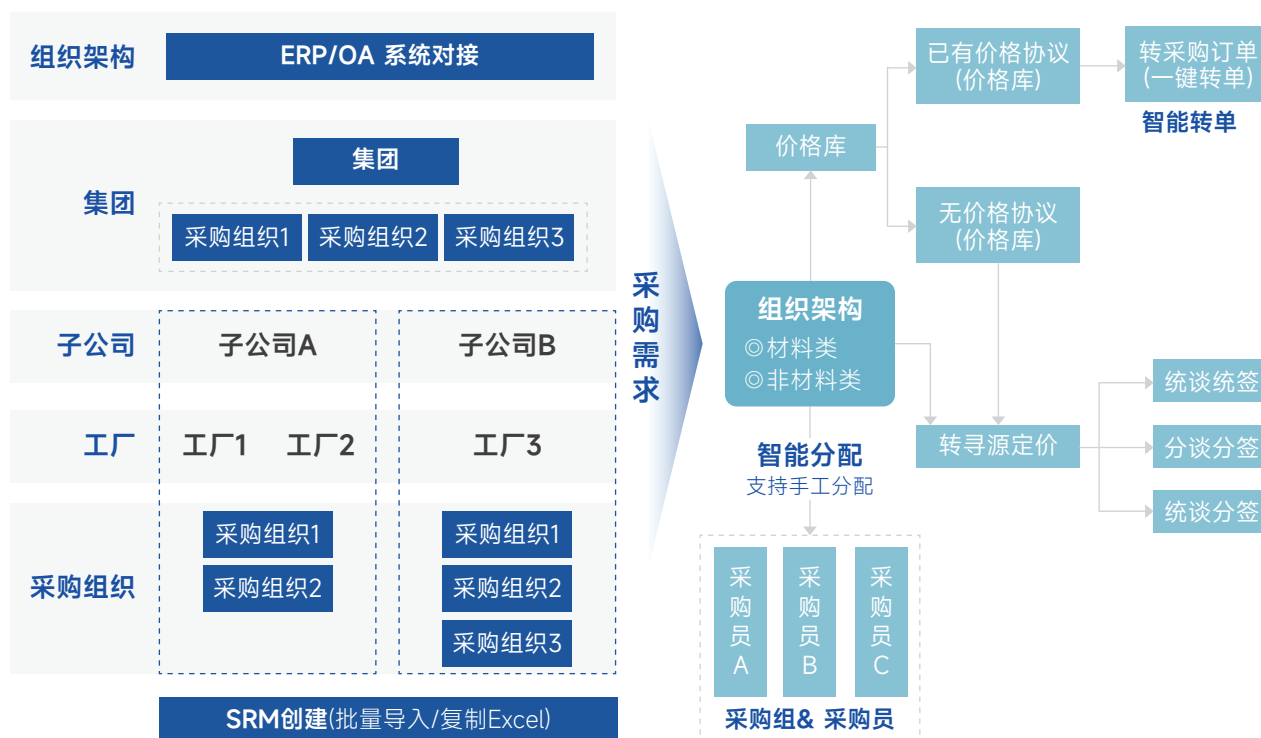 组织架构
ERP/OA 系统对接
集团
集团
采购组织1
采购组织2
采购组织3
子公司
子公司A
子公司B
工厂
工厂1
工厂2
工厂3
采购组织
采购组织1
采购组织2
采购组织1
采购组织2
采购组织3
SRM创建(批量导入/复制Excel)
采购需求
价格库
已有价格协议
(价格库)
转采购订单
(一键转单)
智能转单
无价格协议
(价格库)
组织架构
◎材料类
◎非材料类
转寻源定价
统谈统签
分谈分签
统谈分签
智能分配
支持手工分配
采购员A
采购员B
采购员C
采购组& 采购员